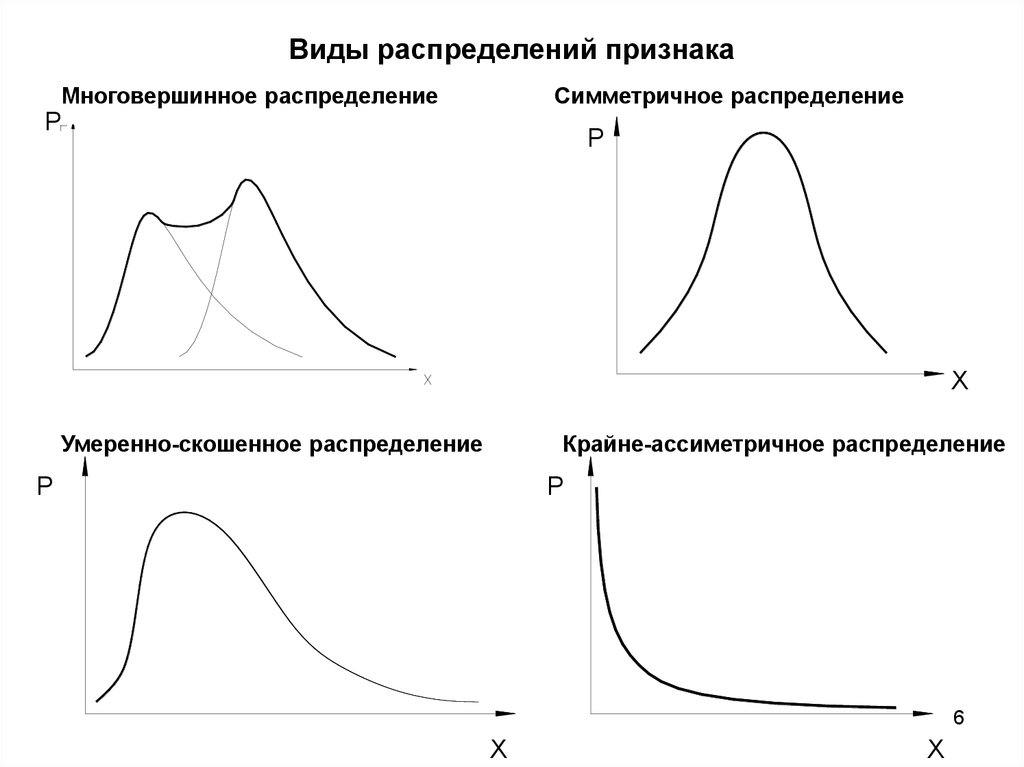 Виды распределений признака
Многовершинное распределение
Симметричное распределение
P
P
X
X
Умеренно-скошенное распределение
Крайне-ассиметричное распределение
P
P
6
X
X